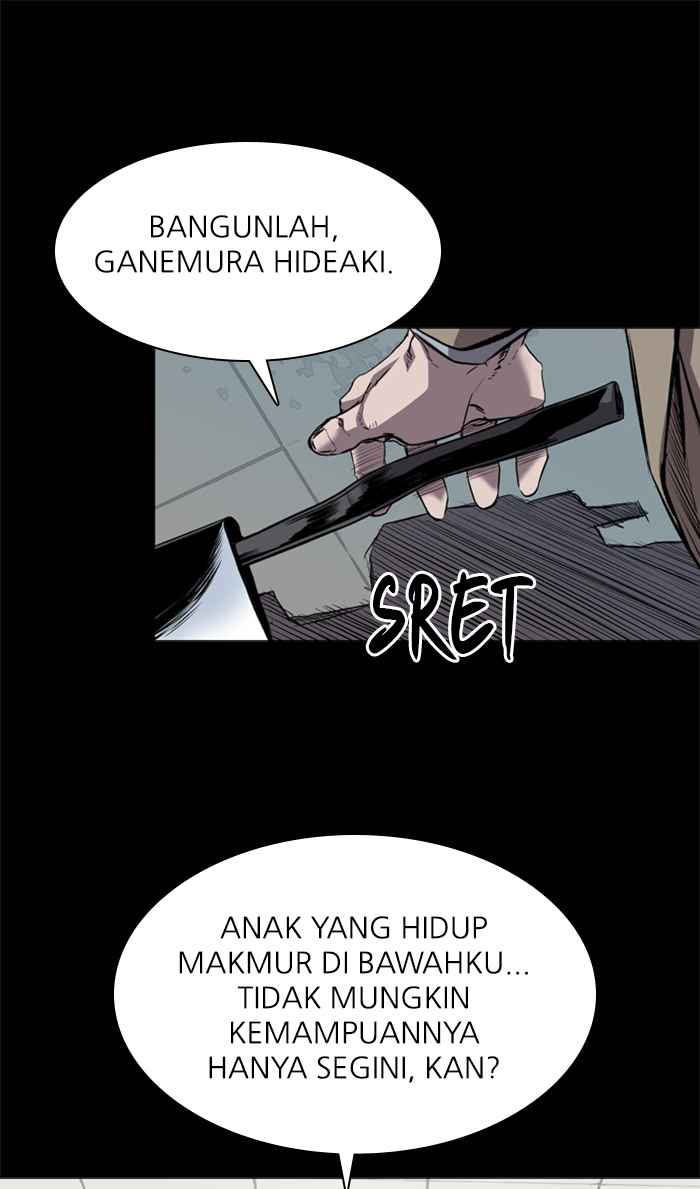 BANGUNLAH,
GANEMURA HIDEAKI.
SRET
ANAK YANG HIDUP
MAKMUR DI BAWAHKU...
TIDAK MUNGKIN
KEMAMPUANNYA
HANYA SEGINI, KAN?